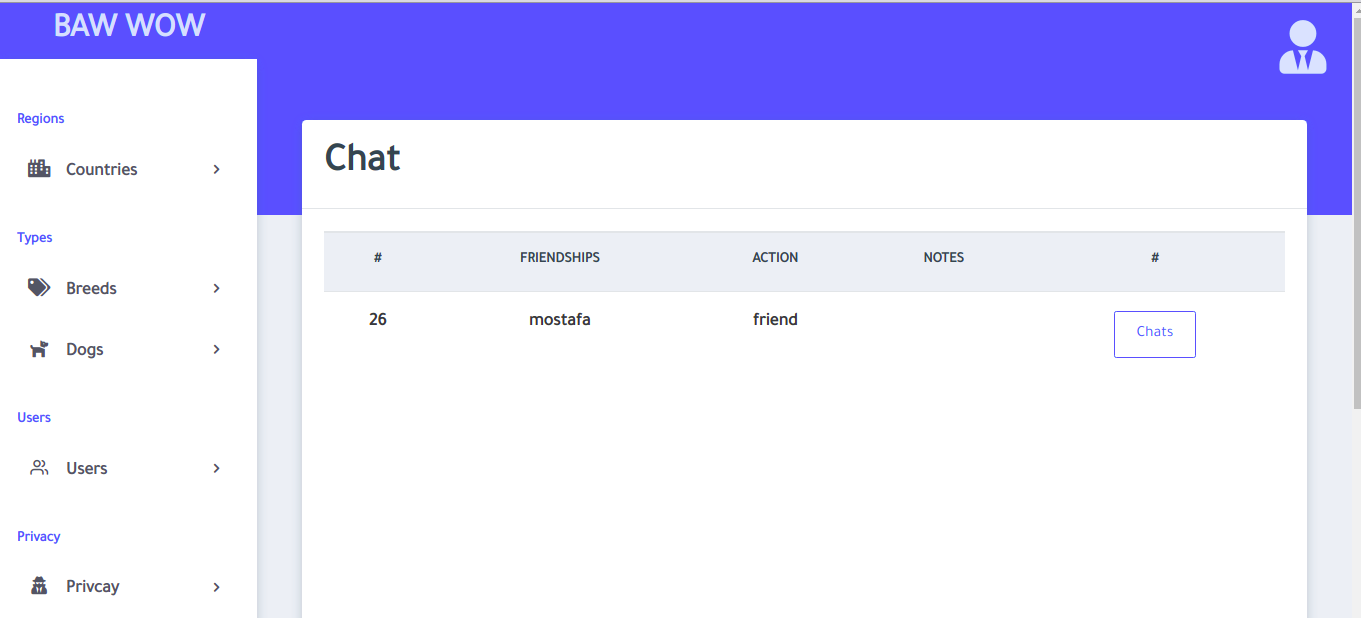 BAW WOW
Regions
Countries
Types
Breeds
Dogs
Users
Users
Privacy
Privcay
Chat
# FRIENDSHIPS ACTION NOTES #
26 mostafa friend Chats